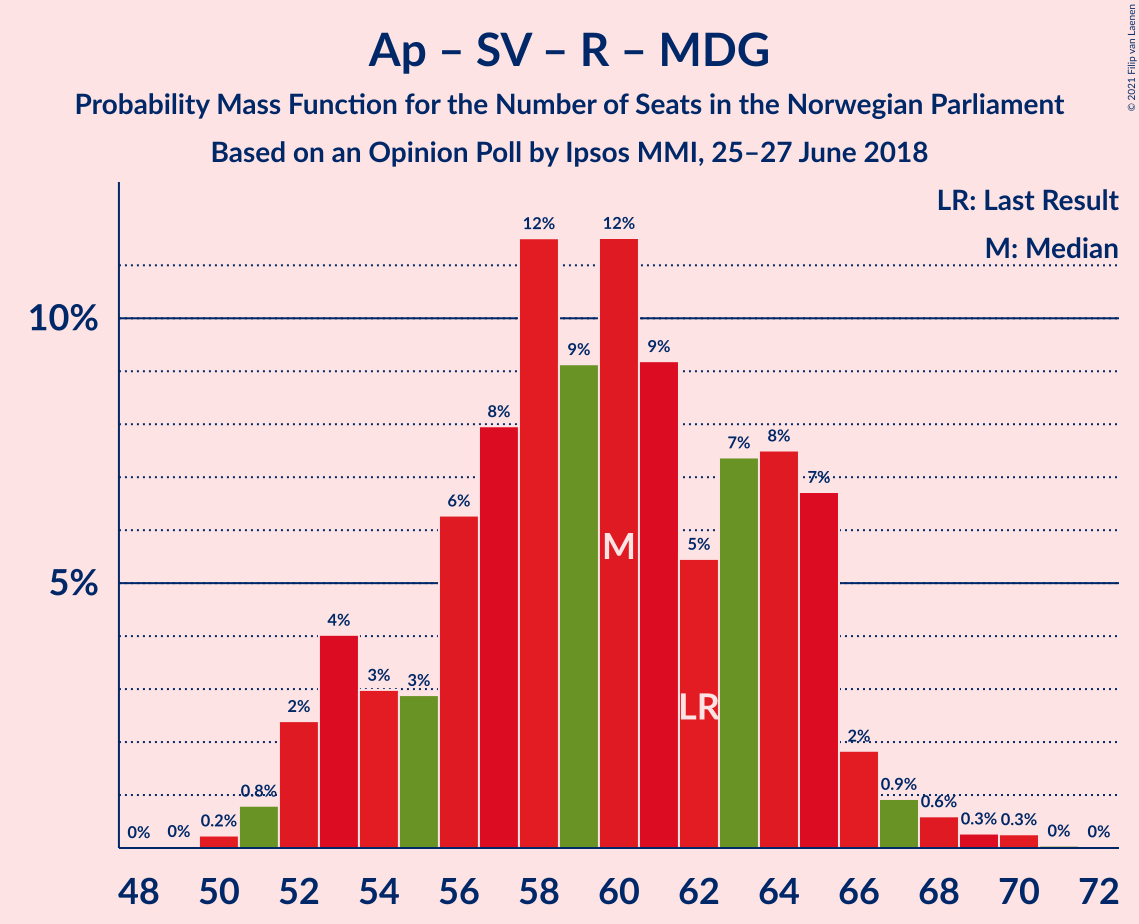 Ap – SV – R – MDG
Probability Mass Function for the Number of Seats in the Norwegian Parliament
Based on an Opinion Poll by Ipsos MMI, 25–27 June 2018
© 2021 Filip van Laenen
LR: Last Result
M: Median
10%
5%
0% 0% 0.2% 0.8% 2% 4% 3% 3% 6% 8% 12% 9% 12% 9% 5% 7% 8% 7% 2% 0.9% 0.6% 0.3% 0.3% 0% 0%
M
LR
48 50 52 54 56 58 60 62 64 66 68 70 72